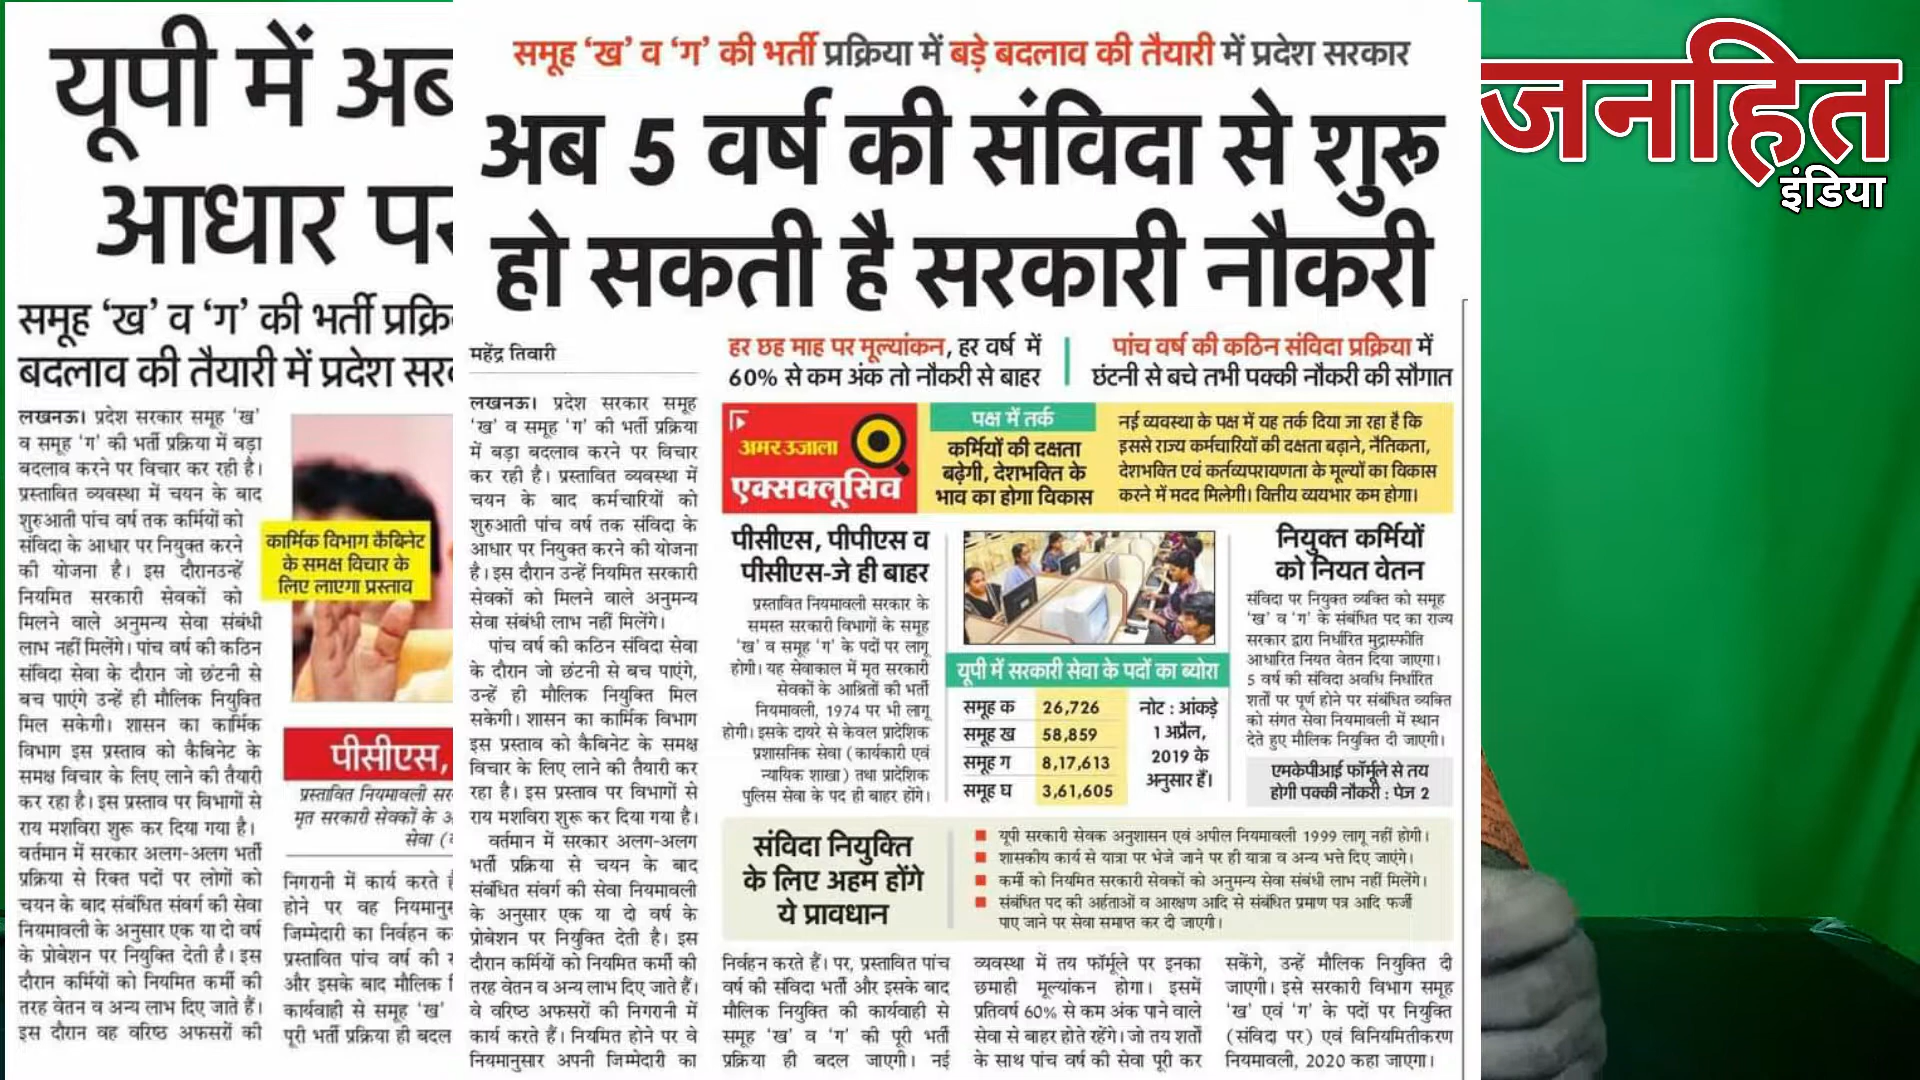 यूपी में अब
आधार पर
समूह ‘ख’ व ‘ग’ की भर्ती
बदलाव की तैयारी में प्रदेश
लखनऊ। प्रदेश सरकार समूह ‘ख’
व समूह ‘ग’ की भर्ती प्रक्रिया में बड़ा
बदलाव करने पर विचार कर रही है।
प्रस्तावित व्यवस्था में चयन के बाद
शुरुआती पांच वर्ष तक कर्मियों को
संविदा के आधार पर नियुक्त करने
की योजना है। इस दौरानउन्हें
नियमित सरकारी सेवकों को
मिलने वाले अनुमन्य सेवा संबंधी
लाभ नहीं मिलेंगे। पांच वर्ष की कठिन
संविदा सेवा के दौरान जो छंटनी से
बच पाएंगे उन्हें ही मौलिक नियुक्ति
मिल सकेगी। शासन का कार्मिक
विभाग इस प्रस्ताव को कैबिनेट के
समक्ष विचार के लिए लाने की तैयारी
कर रहा है। इस प्रस्ताव पर विभागों से
राय मशविरा शुरू कर दिया गया है।
वर्तमान में सरकार अलग-अलग भर्ती
प्रक्रिया से रिक्त पदों पर लोगों को
चयन के बाद संबंधित संवर्ग की सेवा
नियमावली के अनुसार एक या दो वर्ष
के प्रोबेशन पर नियुक्ति देती है। इस
दौरान कर्मियों को नियमित कर्मी की
तरह वेतन व अन्य लाभ दिए जाते हैं।
इस दौरान वह वरिष्ठ अफसरों की
कार्मिक विभाग कैबिनेट
के समक्ष विचार के
लिए लाएगा प्रस्ताव
पीसीएस,
प्रस्तावित नियमावली
मृत सरकारी सेवकों के
सेवा
निगरानी में कार्य करते
होने पर वह
जिम्मेदारी का निर्वहन
प्रस्तावित पांच वर्ष की
और इसके बाद मौलिक
कार्यवाही से समूह ‘ख’
पूरी भर्ती प्रक्रिया ही बदल
समूह ‘ख’ व ‘ग’ की भर्ती प्रक्रिया में बड़े बदलाव की तैयारी में प्रदेश सरकार
अब 5 वर्ष की संविदा से शुरू
हो सकती है सरकारी नौकरी
महेंद्र तिवारी
लखनऊ। प्रदेश सरकार समूह
‘ख’ व समूह ‘ग’ की भर्ती प्रक्रिया
में बड़ा बदलाव करने पर विचार
कर रही है। प्रस्तावित व्यवस्था में
चयन के बाद कर्मचारियों को
शुरुआती पांच वर्ष तक संविदा के
आधार पर नियुक्त करने की योजना
है। इस दौरान उन्हें नियमित सरकारी
सेवकों को मिलने वाले अनुमन्य
सेवा संबंधी लाभ नहीं मिलेंगे।
पांच वर्ष की कठिन संविदा सेवा
के दौरान जो छंटनी से बच पाएंगे,
उन्हें ही मौलिक नियुक्ति मिल
सकेगी। शासन का कार्मिक विभाग
इस प्रस्ताव को कैबिनेट के समक्ष
विचार के लिए लाने की तैयारी कर
रहा है। इस प्रस्ताव पर विभागों से
राय मशविरा शुरू कर दिया गया है।
वर्तमान में सरकार अलग-अलग
भर्ती प्रक्रिया से चयन के बाद
संबंधित संवर्ग की सेवा नियमावली
के अनुसार एक या दो वर्ष के
प्रोबेशन पर नियुक्ति देती है। इस
दौरान कर्मियों को नियमित कर्मी की
तरह वेतन व अन्य लाभ दिए जाते हैं।
वे वरिष्ठ अफसरों की निगरानी में
कार्य करते हैं। नियमित होने पर वे
नियमानुसार अपनी जिम्मेदारी का
हर छह माह पर मूल्यांकन, हर वर्ष में
60% से कम अंक तो नौकरी से बाहर
पांच वर्ष की कठिन संविदा प्रक्रिया में
छंटनी से बचे तभी पक्की नौकरी की सौगात
अमर उजाला
एक्सक्लूसिव
पक्ष में तर्क
कर्मियों की दक्षता
बढ़ेगी, देशभक्ति के
भाव का होगा विकास
नई व्यवस्था के पक्ष में यह तर्क दिया जा रहा है कि
इससे राज्य कर्मचारियों की दक्षता बढ़ाने, नैतिकता,
देशभक्ति एवं कर्तव्यपरायणता के मूल्यों का विकास
करने में मदद मिलेगी। वित्तीय व्ययभार कम होगा।
पीसीएस, पीपीएस व
पीसीएस-जे ही बाहर
प्रस्तावित नियमावली सरकार के
समस्त सरकारी विभागों के समूह
‘ख’ व समूह ‘ग’ के पदों पर लागू
होगी। यह सेवाकाल में मृत सरकारी
सेवकों के आश्रितों की भर्ती
नियमावली, 1974 पर भी लागू
होगी। इसके दायरे से केवल प्रादेशिक
प्रशासनिक सेवा (कार्यकारी एवं
न्यायिक शाखा) तथा प्रादेशिक
पुलिस सेवा के पद ही बाहर होंगे।
यूपी में सरकारी सेवा के पदों का ब्योरा
समूह क 26,726
समूह ख 58,859
समूह ग 8,17,613
समूह घ 3,61,605
नोट : आंकड़े
1 अप्रैल,
2019 के
अनुसार हैं।
नियुक्त कर्मियों
को नियत वेतन
संविदा पर नियुक्त व्यक्ति को समूह
‘ख’ व ‘ग’ के संबंधित पद का राज्य
सरकार द्वारा निर्धारित मुद्रास्फीति
आधारित नियत वेतन दिया जाएगा।
5 वर्ष की संविदा अवधि निर्धारित
शर्तों पर पूर्ण होने पर संबंधित व्यक्ति
को संगत सेवा नियमावली में स्थान
देते हुए मौलिक नियुक्ति दी जाएगी।
एमकेपीआई फॉर्मूले से तय
होगी पक्की नौकरी : पेज 2
संविदा नियुक्ति
के लिए अहम होंगे
ये प्रावधान
यूपी सरकारी सेवक अनुशासन एवं अपील नियमावली 1999 लागू नहीं होगी।
शासकीय कार्य से यात्रा पर भेजे जाने पर ही यात्रा व अन्य भत्ते दिए जाएंगे।
कर्मी को नियमित सरकारी सेवकों को अनुमन्य सेवा संबंधी लाभ नहीं मिलेंगे।
संबंधित पद की अर्हताओं व आरक्षण आदि से संबंधित प्रमाण पत्र आदि फर्जी
पाए जाने पर सेवा समाप्त कर दी जाएगी।
निर्वहन करते हैं। पर, प्रस्तावित पांच
वर्ष की संविदा भर्ती और इसके बाद
मौलिक नियुक्ति की कार्यवाही से
समूह ‘ख’ व ‘ग’ की पूरी भर्ती
प्रक्रिया ही बदल जाएगी। नई
व्यवस्था में तय फॉर्मूले पर इनका
छमाही मूल्यांकन होगा। इसमें
प्रतिवर्ष 60% से कम अंक पाने वाले
सेवा से बाहर होते रहेंगे। जो तय शर्तों
के साथ पांच वर्ष की सेवा पूरी कर
सकेंगे, उन्हें मौलिक नियुक्ति दी
जाएगी। इसे सरकारी विभाग समूह
‘ख’ एवं ‘ग’ के पदों पर नियुक्ति
(संविदा पर) एवं विनियमितीकरण
नियमावली, 2020 कहा जाएगा।
जनहित
इंडिया